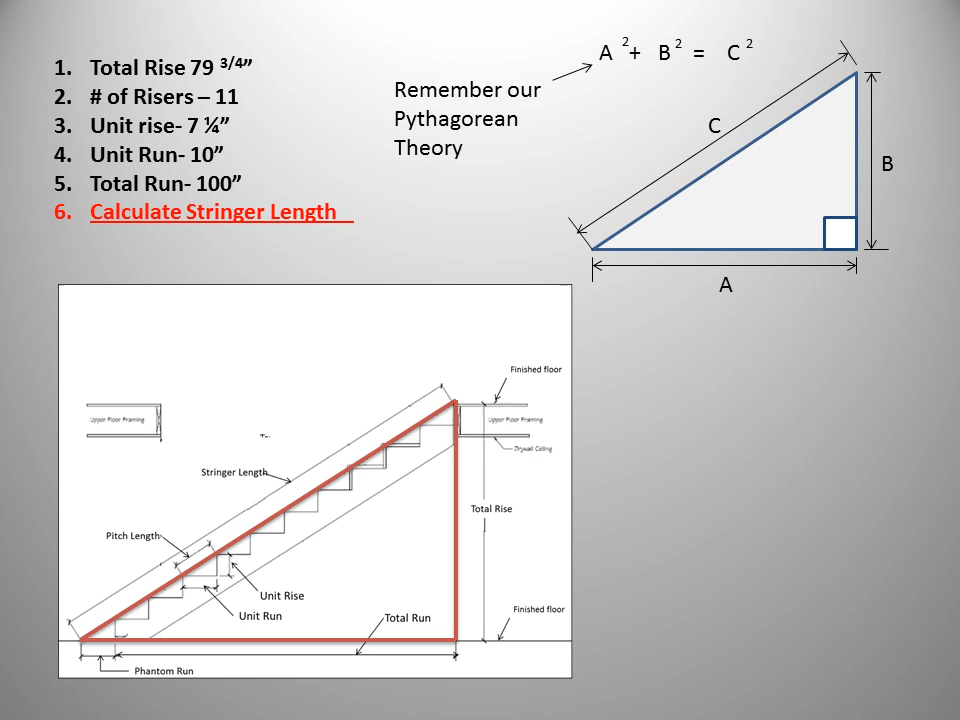 1. Total Rise 79 3/4”
2. # of Risers – 11
3. Unit rise- 7 ¼”
4. Unit Run- 10”
5. Total Run- 100”
6. Calculate Stringer Length
Remember our
Pythagorean
Theory
A 2 + B 2 = C 2
C
B
A
Finished floor
Upper Floor Framing
Upper Floor Framing
Drywall Ceiling
Stringer Length
Total Rise
Pitch Length
Unit Rise
Unit Run
Total Run
Finished floor
Phantom Run